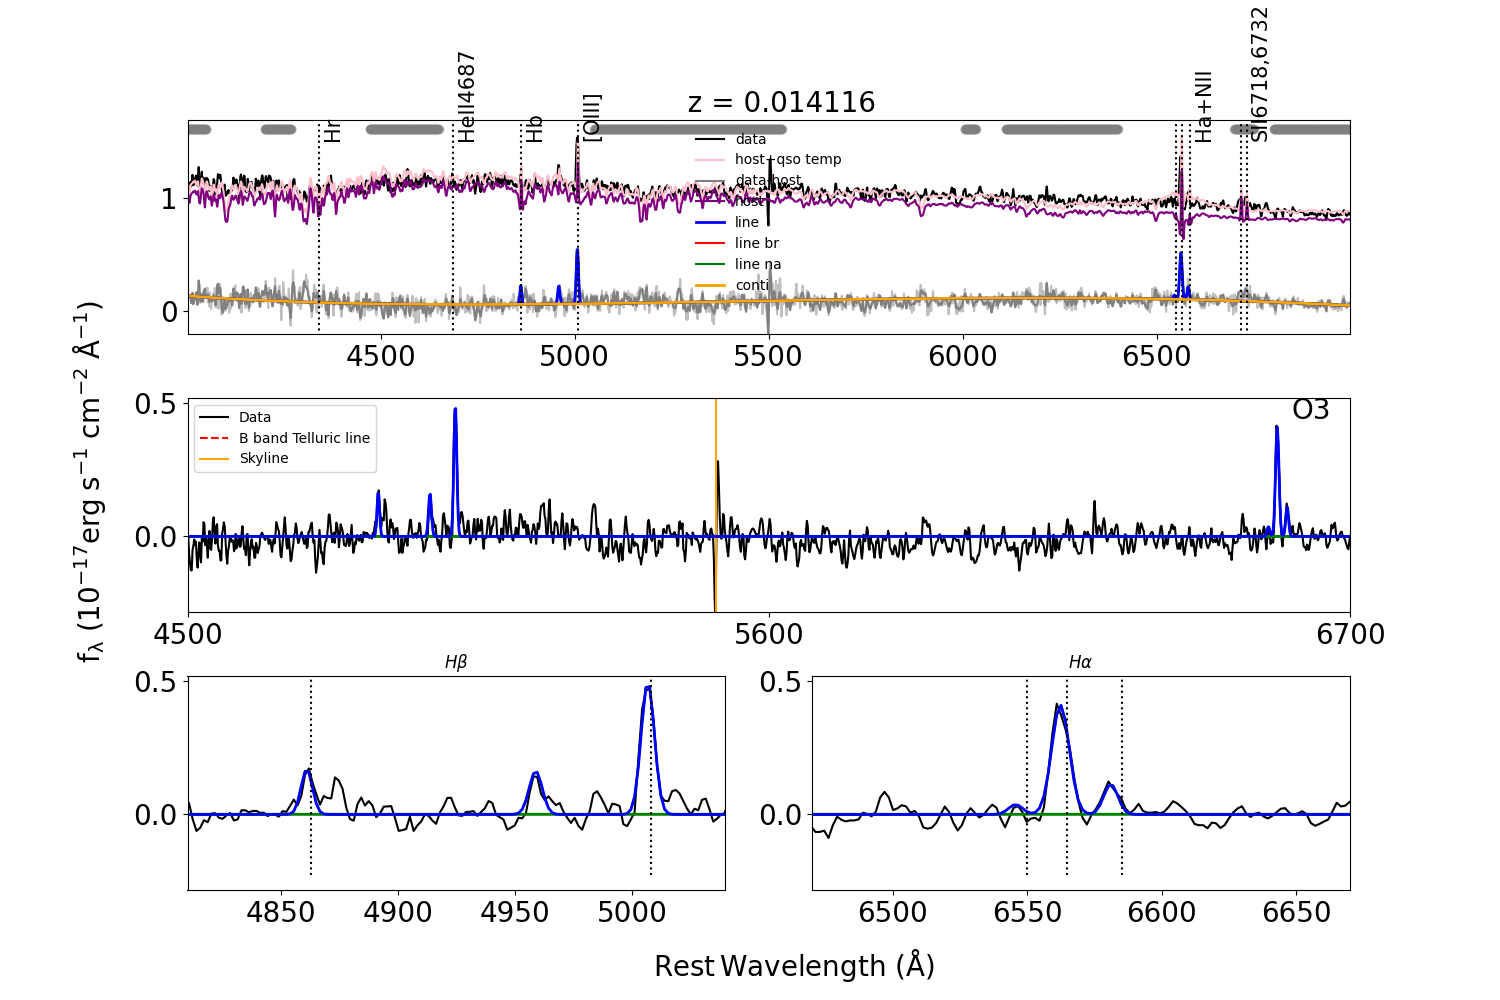 z = 0.014116
Hr
HeII4687
Hb
[OIII]
Ha+NII
SII6718,6732
data
host+qso temp
data-host
host
line
line br
line na
conti
1
0
4500
5000
5500
6000
6500
fλ (10⁻¹⁷erg s⁻¹ cm⁻² Å⁻¹)
O3
Data
B band Telluric line
Skyline
0.5
0.0
4500
5600
6700
Hβ
0.5
0.0
4850
4900
4950
5000
Hα
0.5
0.0
6500
6550
6600
6650
Rest Wavelength (Å)